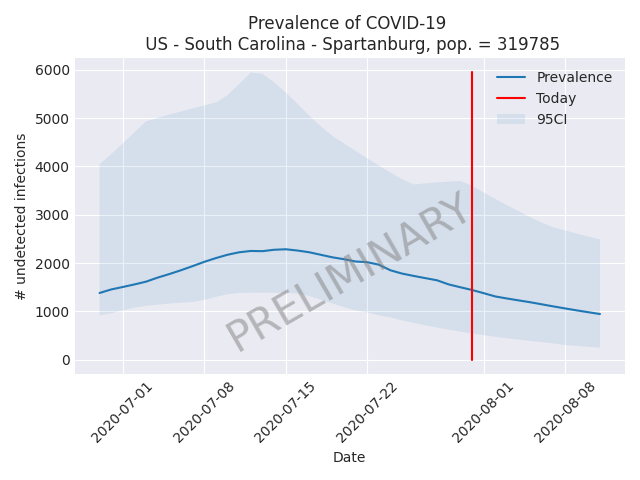 Prevalence of COVID-19
US - South Carolina - Spartanburg, pop. = 319785
6000
5000
4000
3000
2000
1000
0
# undetected infections
Prevalence
Today
95CI
PRELIMINARY
2020-07-01
2020-07-08
2020-07-15
2020-07-22
2020-08-01
2020-08-08
Date